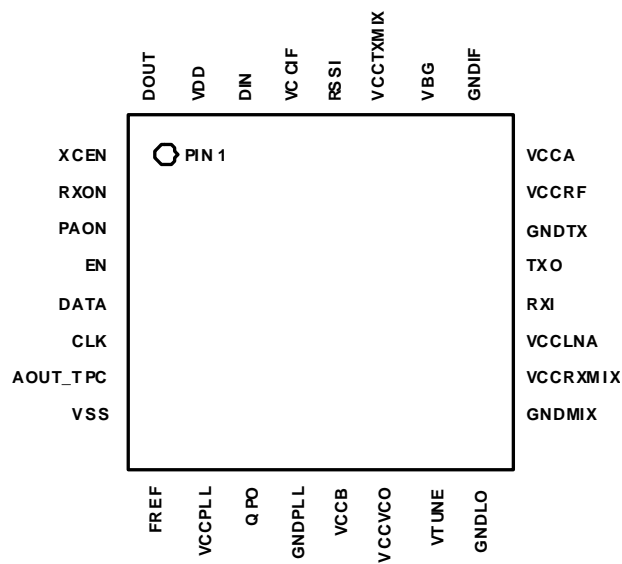 DOUT
VDD
DIN
VCCIF
RSSI
VCCTXMIX
VBG
GNDIF
XCEN
RXON
PAON
EN
DATA
CLK
AOUT_TPC
VSS
PIN 1
VCCA
VCCRF
GNDTX
TXO
RXI
VCCLNA
VCCRXMIX
GNDMIX
FREF
VCCPLL
QPO
GNDPLL
VCCB
VCCVCO
VTUNE
GNDLO